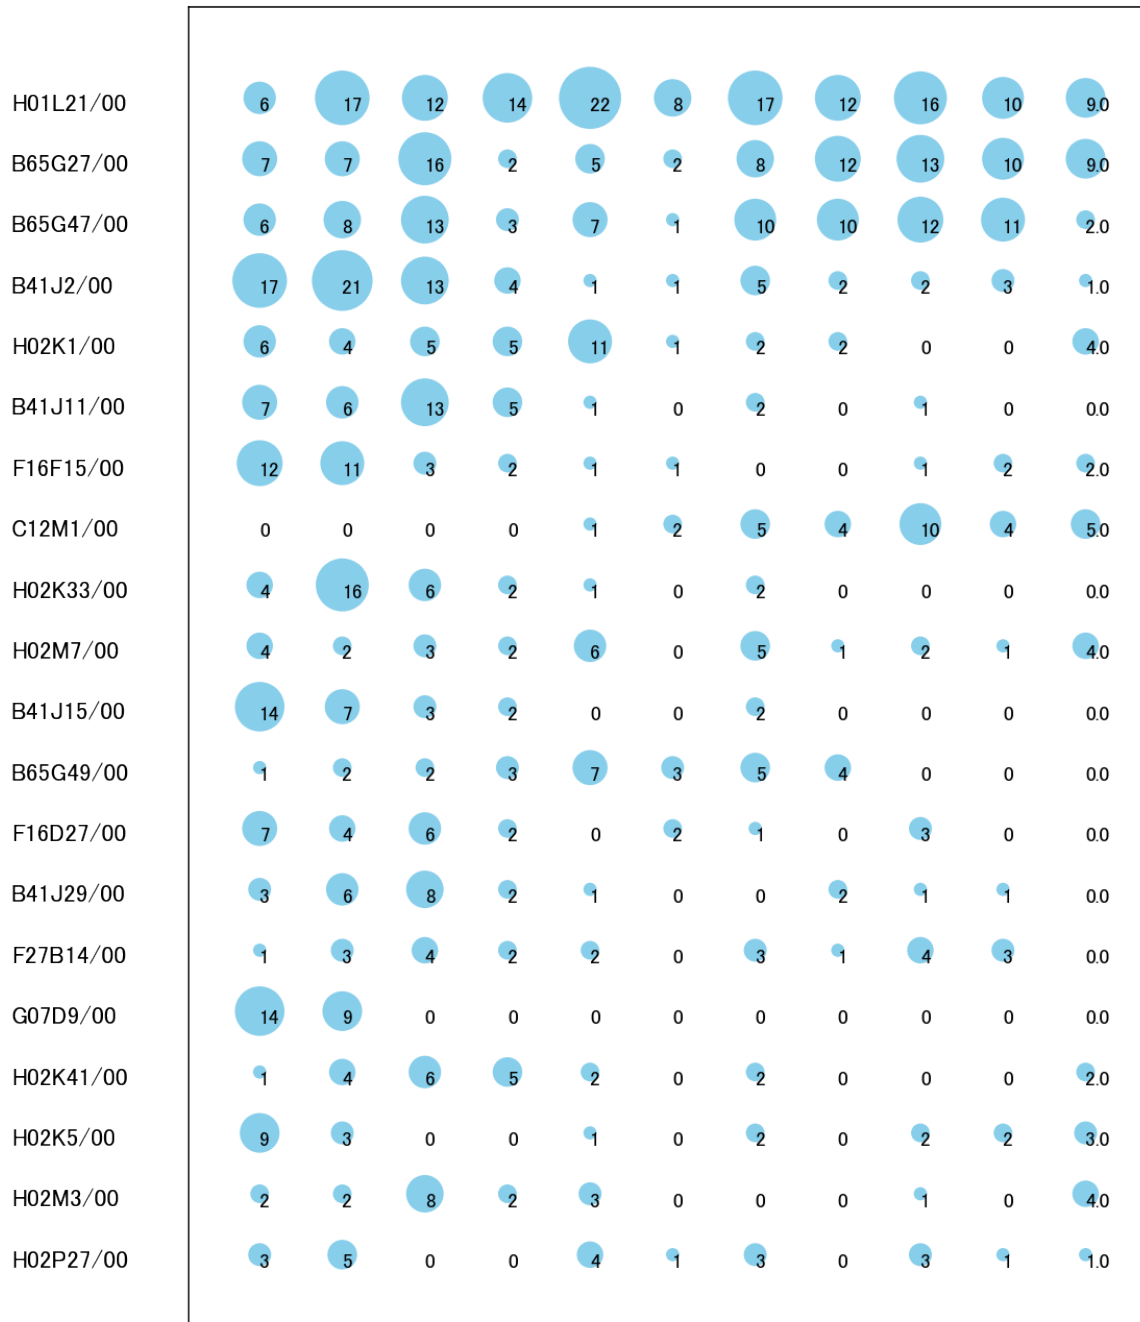 H01L21/00 6 17 12 14 22 8 17 12 16 10 9.0
B65G27/00 7 7 16 2 5 2 8 12 13 10 9.0
B65G47/00 6 8 13 3 7 1 10 10 12 11 2.0
B41J2/00 17 21 13 4 1 1 5 2 2 3 1.0
H02K1/00 6 4 5 5 11 1 2 2 0 0 4.0
B41J11/00 7 6 13 5 1 0 2 0 1 0 0.0
F16F15/00 12 11 3 2 1 1 0 0 1 2 2.0
C12M1/00 0 0 0 0 1 2 5 4 10 4 5.0
H02K33/00 4 16 6 2 1 0 2 0 0 0 0.0
H02M7/00 4 2 3 2 6 0 5 1 2 1 4.0
B41J15/00 14 7 3 2 0 0 2 0 0 0 0.0
B65G49/00 1 2 2 3 7 3 5 4 0 0 0.0
F16D27/00 7 4 6 2 0 2 1 0 3 0 0.0
B41J29/00 3 6 8 2 1 0 0 2 1 1 0.0
F27B14/00 1 3 4 2 2 0 3 1 4 3 0.0
G07D9/00 14 9 0 0 0 0 0 0 0 0 0.0
H02K41/00 1 4 6 5 2 0 2 0 0 0 2.0
H02K5/00 9 3 0 0 1 0 2 0 2 2 3.0
H02M3/00 2 2 8 2 3 0 0 0 1 0 4.0
H02P27/00 3 5 0 0 4 1 3 0 3 1 1.0